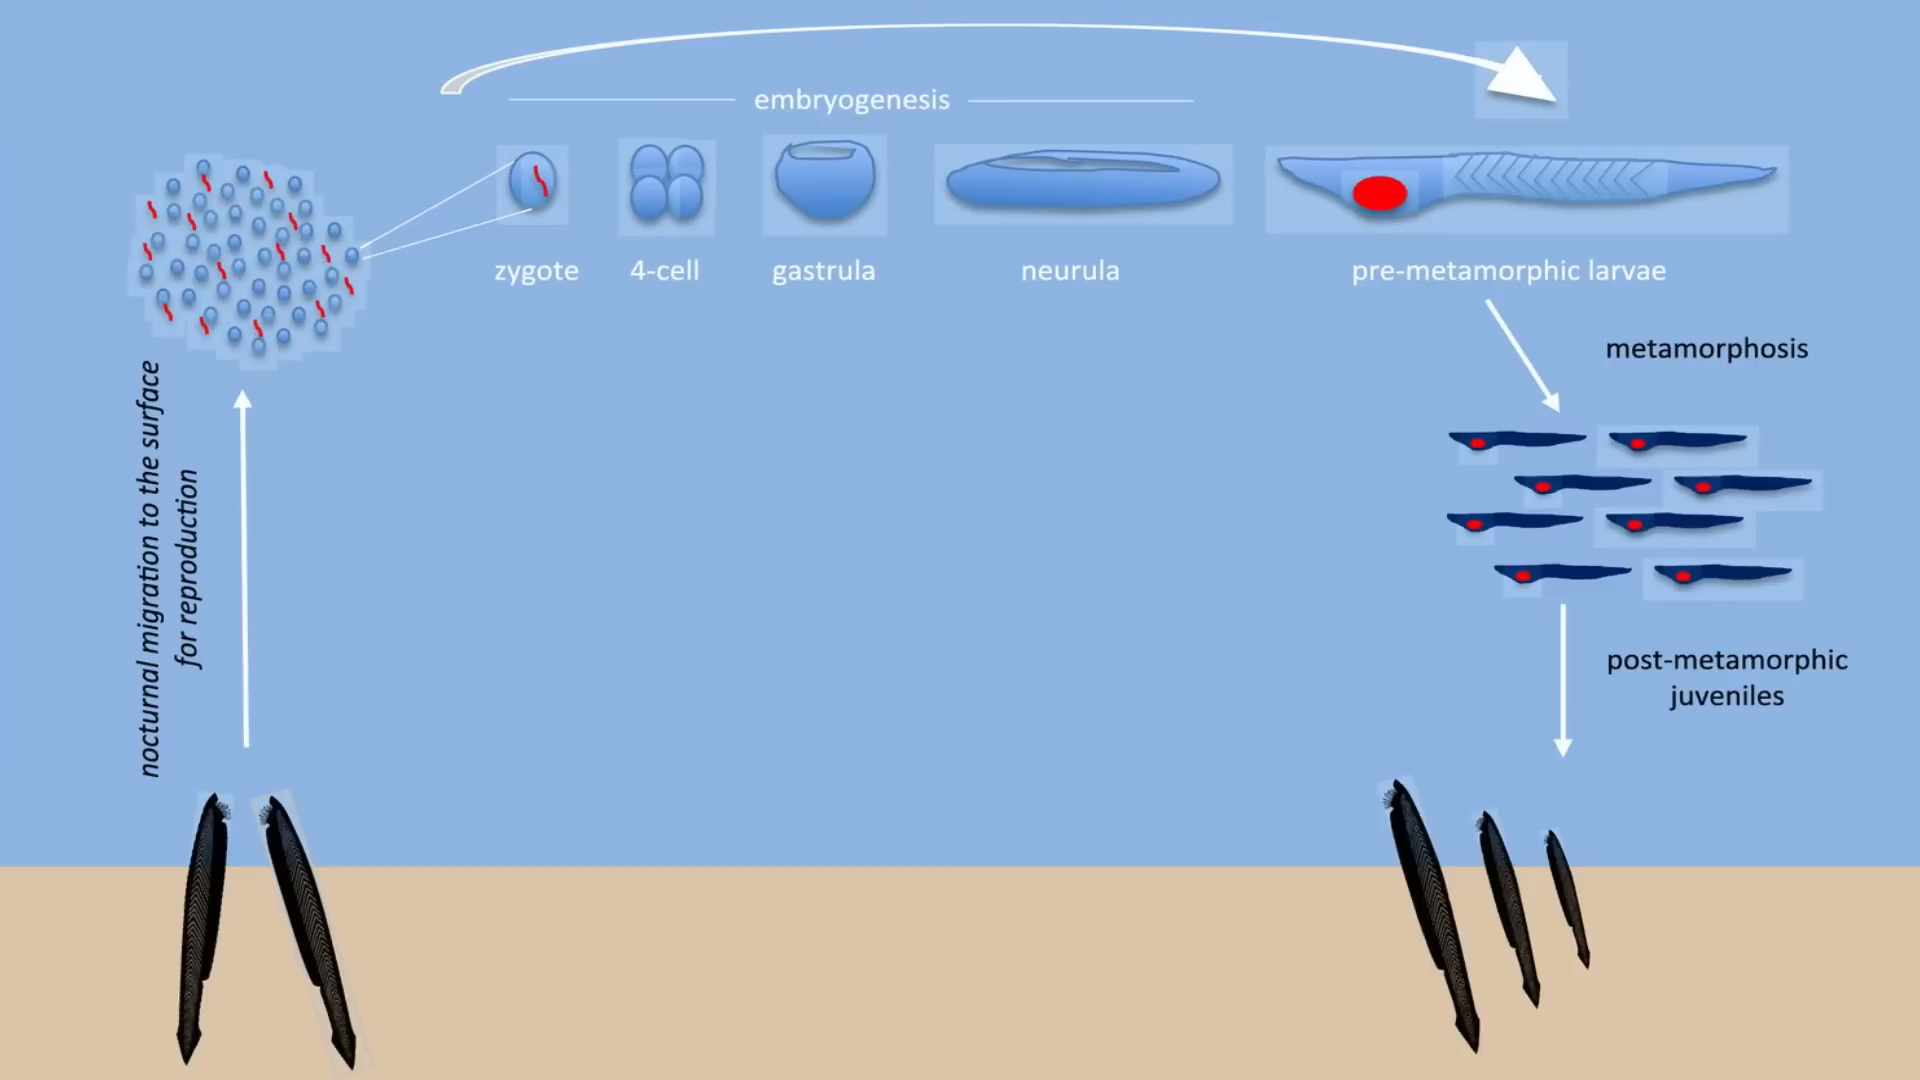 embryogenesis
zygote
4-cell
gastrula
neurula
pre-metamorphic larvae
metamorphosis
post-metamorphic
juveniles
nocturnal migration to the surface
for reproduction